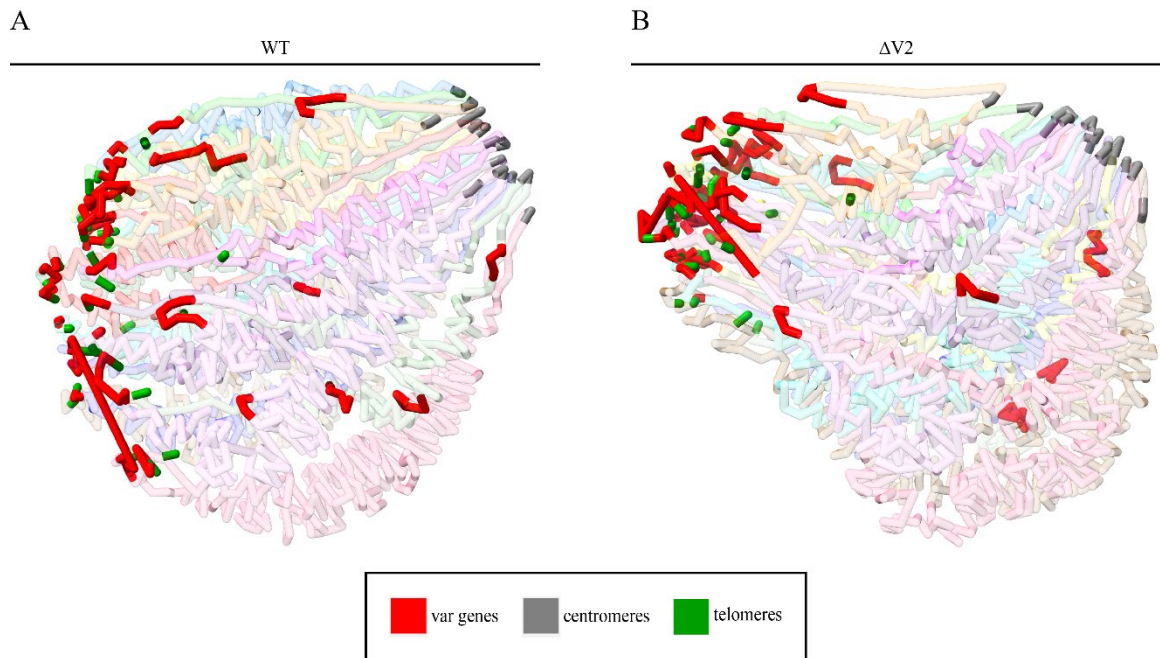 A
B
WT
ΔV2
var genes
centromeres
telomeres